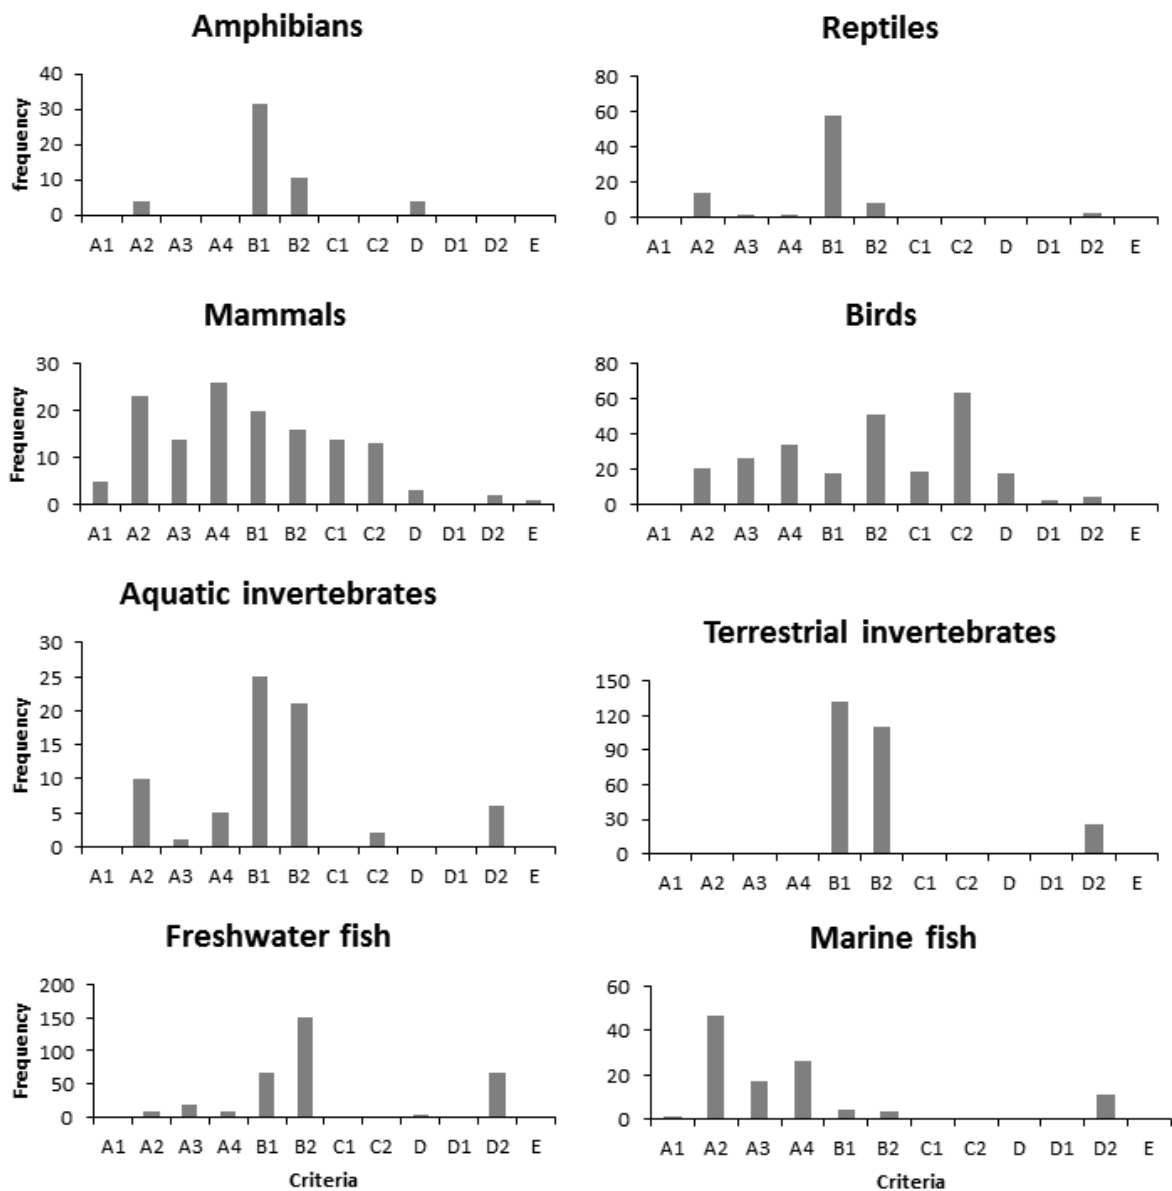 Amphibians
frequency
40
30
20
10
0
A1 A2 A3 A4 B1 B2 C1 C2 D D1 D2 E
Reptiles
80
60
40
20
0
A1 A2 A3 A4 B1 B2 C1 C2 D D1 D2 E
Mammals
Frequency
30
20
10
0
A1 A2 A3 A4 B1 B2 C1 C2 D D1 D2 E
Birds
80
60
40
20
0
A1 A2 A3 A4 B1 B2 C1 C2 D D1 D2 E
Aquatic invertebrates
Frequency
30
25
20
15
10
5
0
A1 A2 A3 A4 B1 B2 C1 C2 D D1 D2 E
Terrestrial invertebrates
150
120
90
60
30
0
A1 A2 A3 A4 B1 B2 C1 C2 D D1 D2 E
Freshwater fish
Frequency
200
150
100
50
0
A1 A2 A3 A4 B1 B2 C1 C2 D D1 D2 E
Criteria
Marine fish
60
40
20
0
A1 A2 A3 A4 B1 B2 C1 C2 D D1 D2 E
Criteria